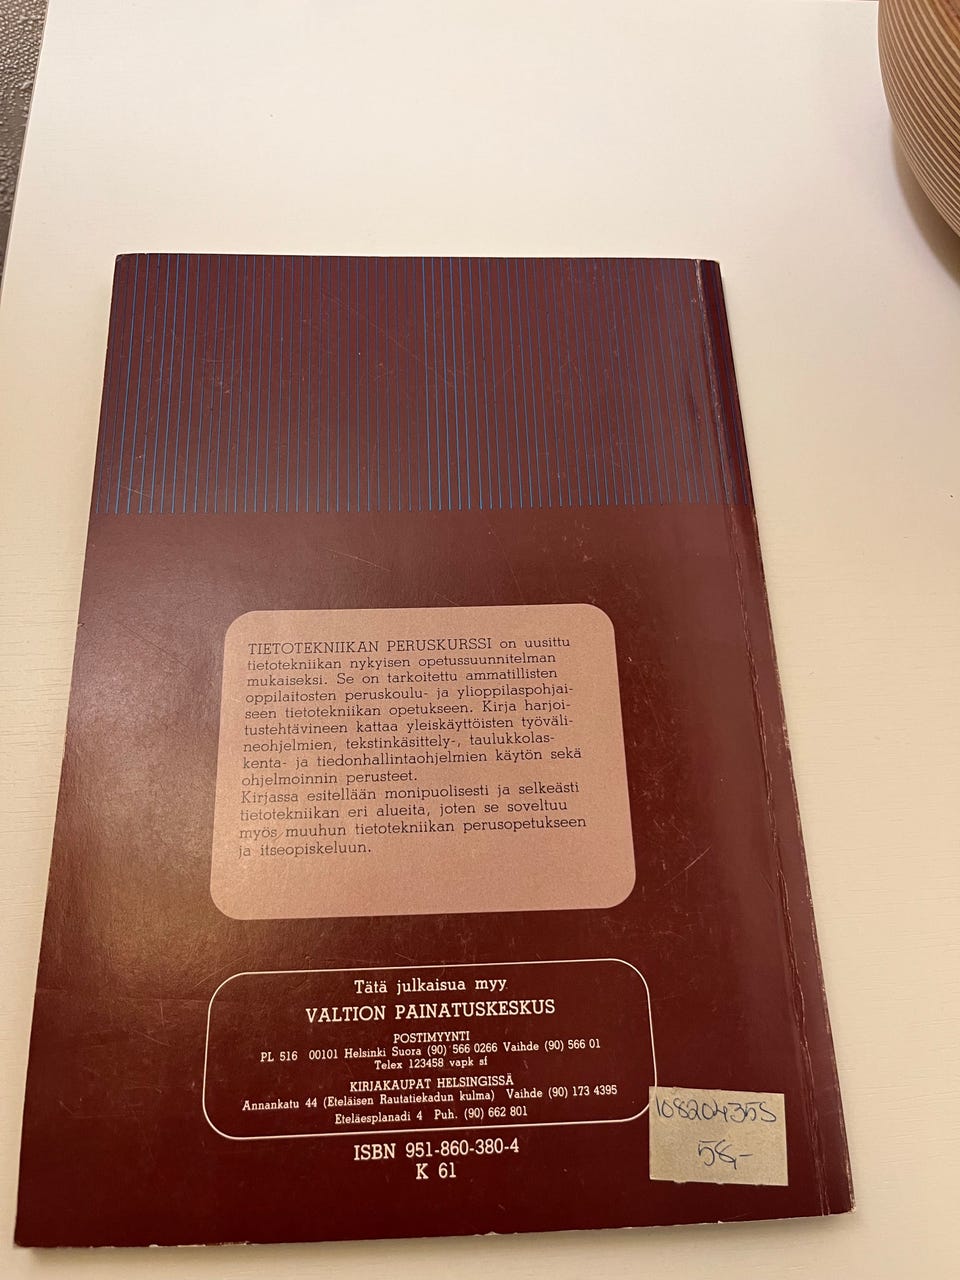 TIETOTEKNIIKAN PERUSKURSSI on uusittu
tietotekniikan nykyisen opetussuunnitelman
mukaiseksi. Se on tarkoitettu ammatillisten
oppilaitosten peruskoulu- ja ylioppilaspohjai-
seen tietotekniikan opetukseen. Kirja harjoi-
tustehtävineen kattaa yleiskäyttöisten työväli-
neohjelmien, tekstinkäsittely-, taulukkolas-
kenta- ja tiedonhallintaohjelmien käytön sekä
ohjelmoinnin perusteet.
Kirjassa esitellään monipuolisesti ja selkeästi
tietotekniikan eri alueita, joten se soveltuu
myös muuhun tietotekniikan perusopetukseen
ja itseopiskeluun.
Tätä julkaisua myy
VALTION PAINATUSKESKUS
POSTIMYYNTI
PL 516 00101 Helsinki Suora (90) 566 0266 Vaihde (90) 566 01
Telex 123458 vapk sf
KIRJAKAUPAT HELSINGISSÄ
Annankatu 44 (Eteläisen Rautatiekadun kulma) Vaihde (90) 173 4395
Eteläesplanadi 4 Puh. (90) 662 801
ISBN 951-860-380-4
K 61
58,-